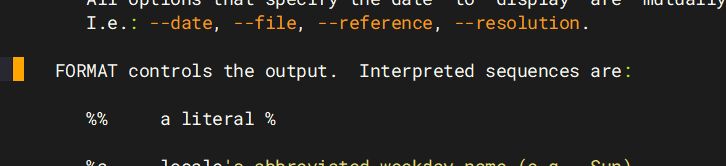 All options that specify the date to display are mutually
I.e.: --date, --file, --reference, --resolution.
FORMAT controls the output.  Interpreted sequences are:
%% a literal %
%a locale's abbreviated weekday name (e.g., Sun)